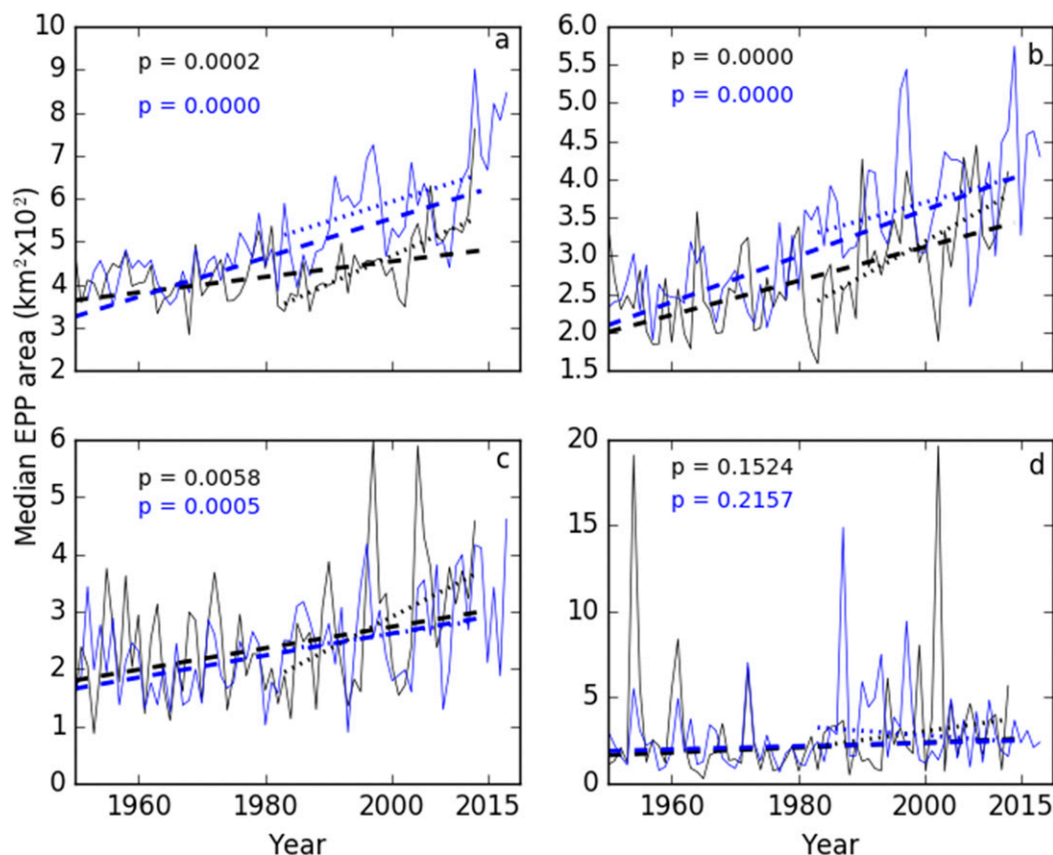 Median EPP area (km²x10²)
10
9
8
7
6
5
4
3
2
a
p = 0.0002
p = 0.0000
6.0
5.5
5.0
4.5
4.0
3.5
3.0
2.5
2.0
1.5
b
p = 0.0000
p = 0.0000
6
5
4
3
2
1
0
c
p = 0.0058
p = 0.0005
1960 1980 2000 2015
Year
20
15
10
5
0
d
p = 0.1524
p = 0.2157
1960 1980 2000 2015
Year